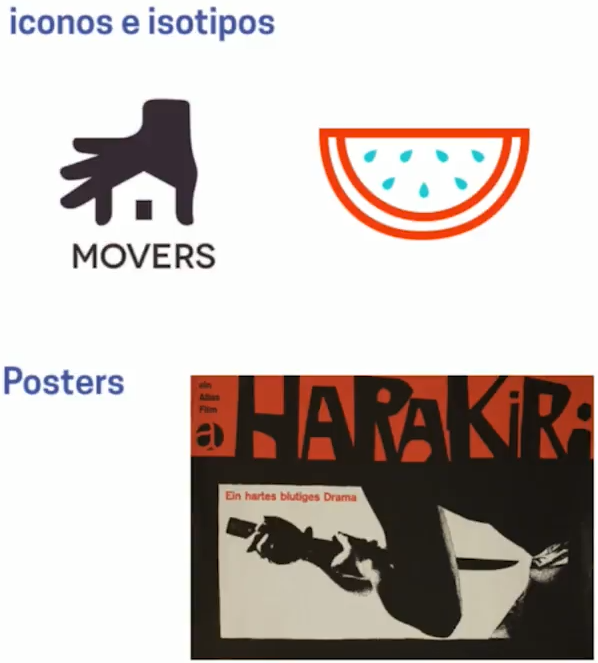 iconos e isotipos
MOVERS
Posters
ein
Atlas
Film
a
HARAKiRi
Ein hartes blutiges Drama